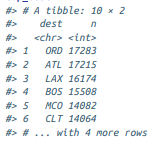 #> # A tibble: 10 × 2
#>   dest      n
#>   <chr> <int>
#> 1   ORD 17283
#> 2   ATL 17215
#> 3   LAX 16174
#> 4   BOS 15508
#> 5   MCO 14082
#> 6   CLT 14064
#> # ... with 4 more rows